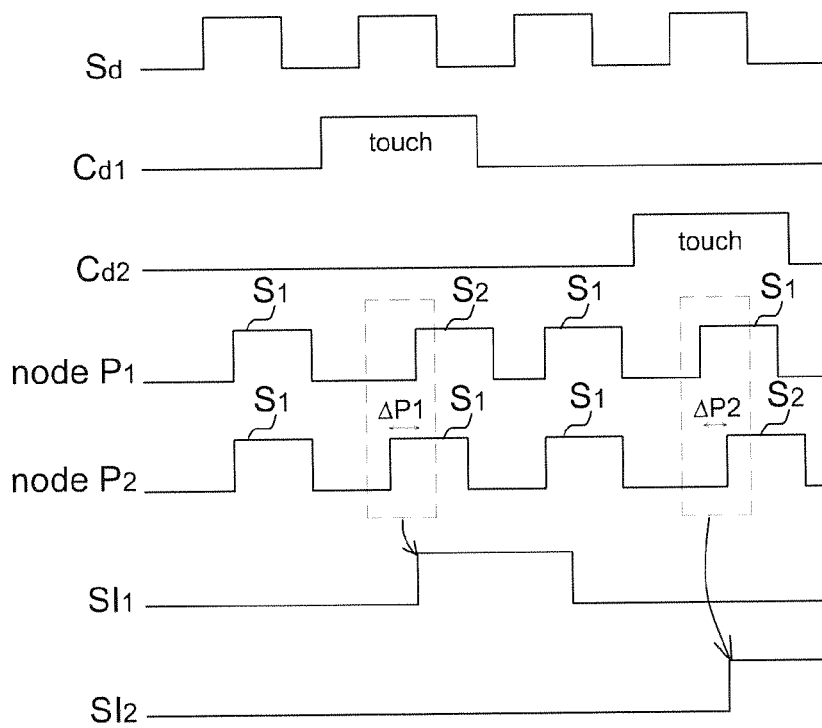 Sd
Cd1 touch
Cd2 touch
S1 S2 S1 S1
node P1
S1 ΔP1 S1 S1 ΔP2 S2
node P2
SI1
SI2